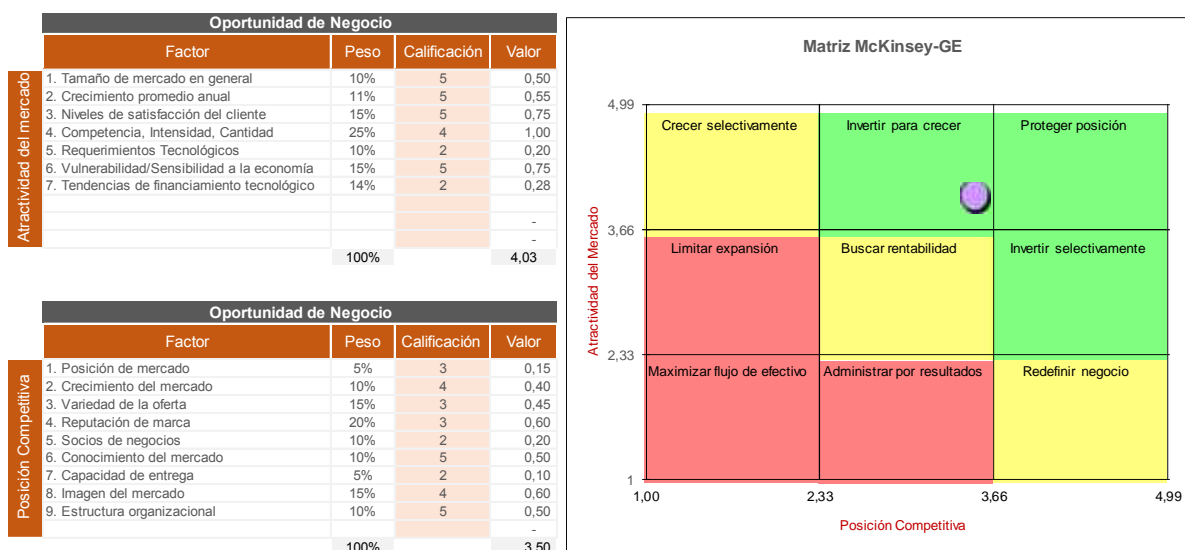 Oportunidad de Negocio
Factor Peso Calificación Valor
Atractividad del mercado
1. Tamaño de mercado en general 10% 5 0,50
2. Crecimiento promedio anual 11% 5 0,55
3. Niveles de satisfacción del cliente 15% 5 0,75
4. Competencia, Intensidad, Cantidad 25% 4 1,00
5. Requerimientos Tecnológicos 10% 2 0,20
6. Vulnerabilidad/Sensibilidad a la economía 15% 5 0,75
7. Tendencias de financiamiento tecnológico 14% 2 0,28
-
-
100% 4,03
Oportunidad de Negocio
Factor Peso Calificación Valor
Posición Competitiva
1. Posición de mercado 5% 3 0,15
2. Crecimiento del mercado 10% 4 0,40
3. Variedad de la oferta 15% 3 0,45
4. Reputación de marca 20% 3 0,60
5. Socios de negocios 10% 2 0,20
6. Conocimiento del mercado 10% 5 0,50
7. Capacidad de entrega 5% 2 0,10
8. Imagen del mercado 15% 4 0,60
9. Estructura organizacional 10% 5 0,50
-
100% 3,50
Matriz McKinsey-GE
Atractividad del Mercado
4,99
Crecer selectivamente Invertir para crecer Proteger posición
3,66
Limitar expansión Buscar rentabilidad Invertir selectivamente
2,33
Maximizar flujo de efectivo Administrar por resultados Redefinir negocio
1
1,00 2,33 3,66 4,99
Posición Competitiva